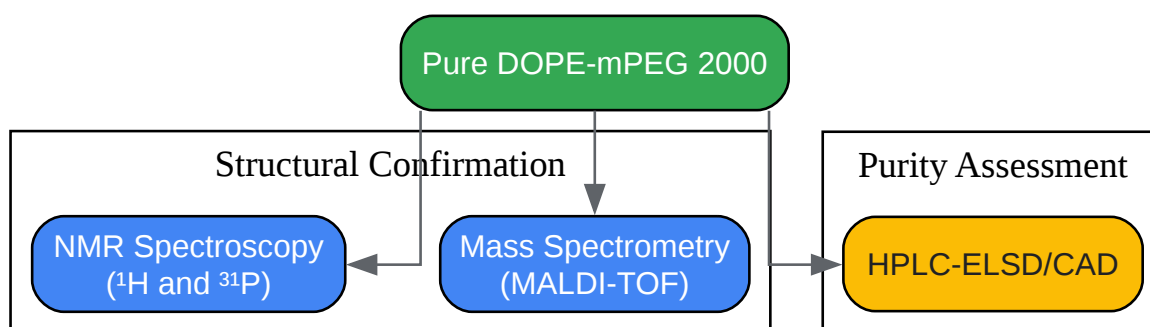 Pure DOPE-mPEG 2000
Structural Confirmation
Purity Assessment
NMR Spectroscopy
(¹H and ³¹P)
Mass Spectrometry
(MALDI-TOF)
HPLC-ELSD/CAD